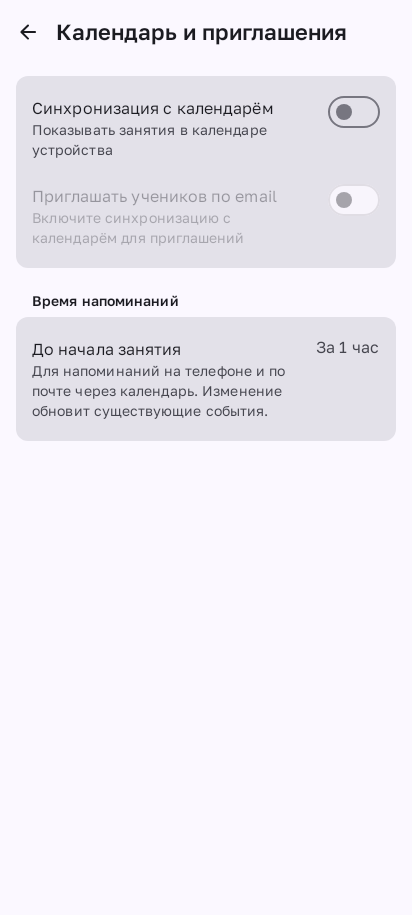 Календарь и приглашения
Синхронизация с календарём
Показывать занятия в календаре
устройства
Приглашать учеников по email
Включите синхронизацию с
календарём для приглашений
Время напоминаний
До начала занятия
За 1 час
Для напоминаний на телефоне и по
почте через календарь. Изменение
обновит существующие события.